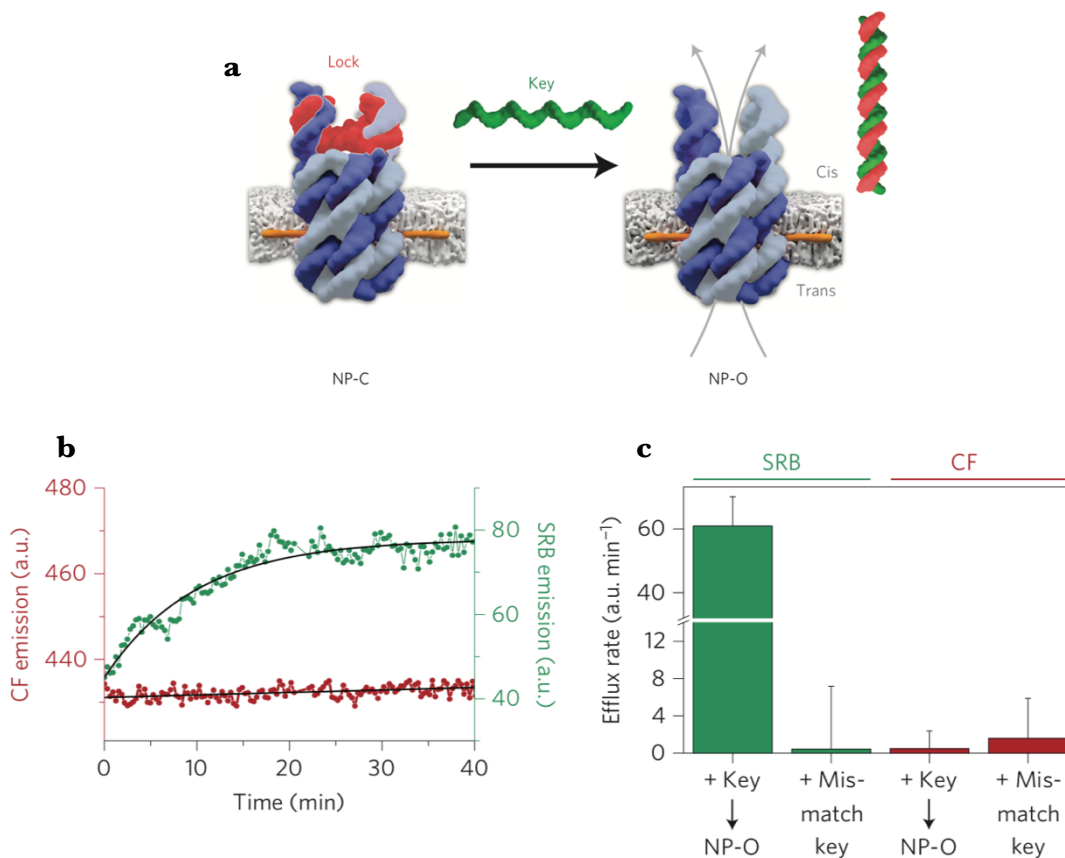 a
Lock
Key
Cis
Trans
NP-C
NP-O
b
480
460
440
CF emission (a.u.)
80
60
40
SRB emission (a.u.)
0
10
20
30
40
Time (min)
c
SRB
CF
60
40
12
8
4
0
Efflux rate (a.u. min⁻¹)
+ Key
NP-O
+ Mis-
match
key
+ Key
NP-O
+ Mis-
match
key